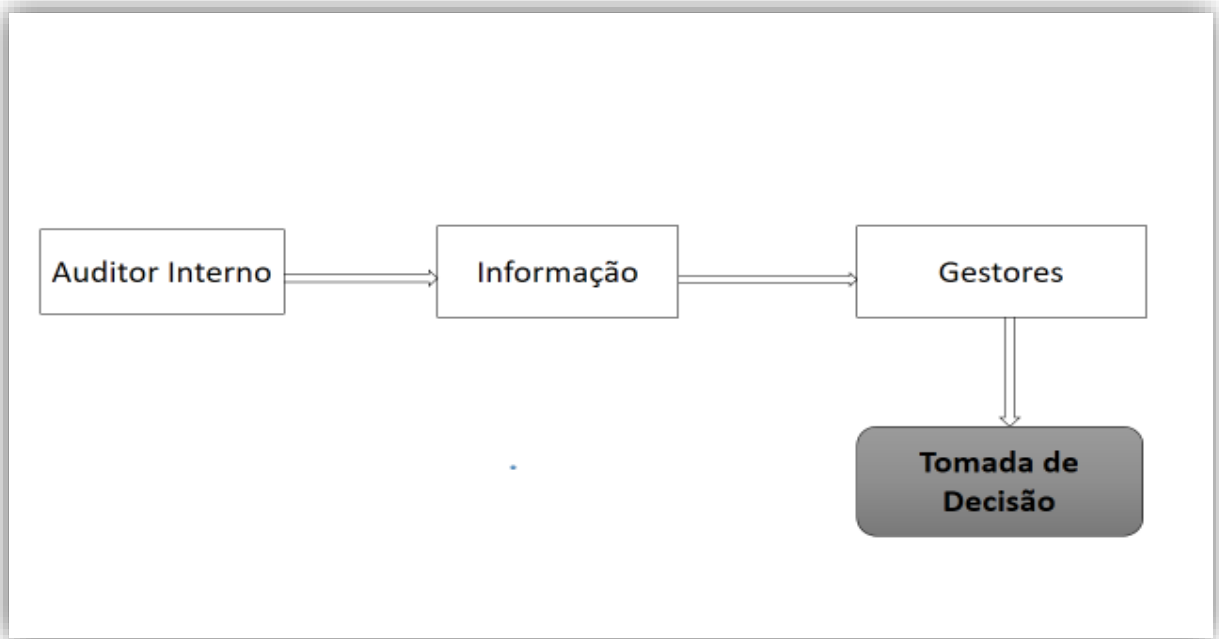 Auditor Interno
Informação
Gestores
Tomada de
Decisão